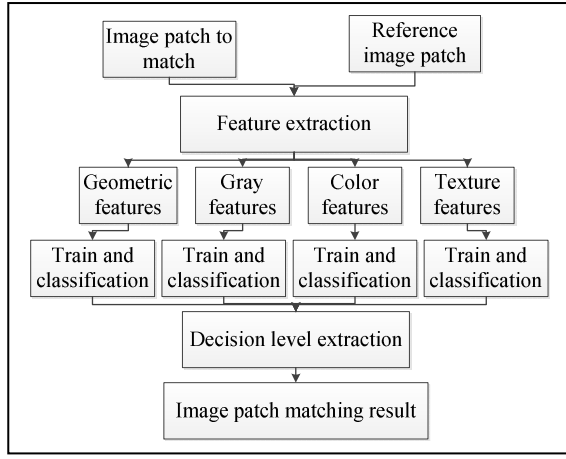 Image patch to
match
Reference
image patch
Feature extraction
Geometric
features
Gray
features
Color
features
Texture
features
Train and
classification
Train and
classification
Train and
classification
Train and
classification
Decision level extraction
Image patch matching result